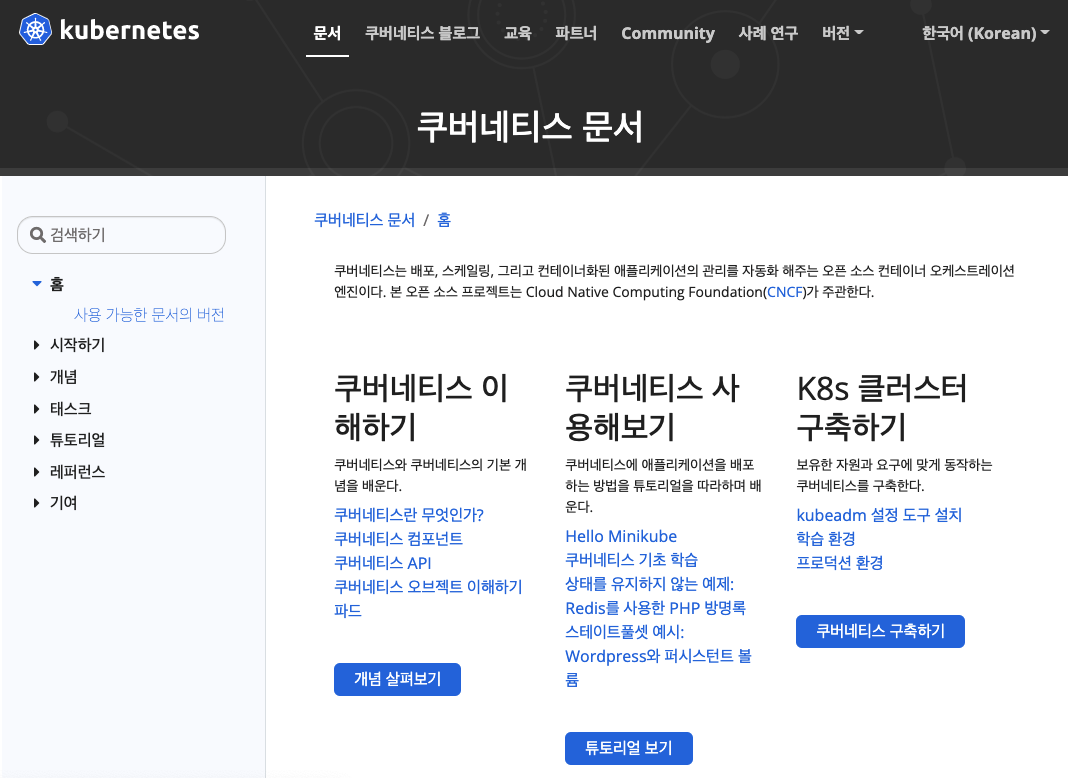 kubernetes
문서 쿠버네티스 블로그 교육 파트너 Community 사례 연구 버전 한국어 (Korean)
쿠버네티스 문서
검색하기
홈
사용 가능한 문서의 버전
시작하기
개념
태스크
튜토리얼
레퍼런스
기여
쿠버네티스 문서 / 홈
쿠버네티스는 배포, 스케일링, 그리고 컨테이너화된 애플리케이션의 관리를 자동화 해주는 오픈 소스 컨테이너 오케스트레이션
엔진이다. 본 오픈 소스 프로젝트는 Cloud Native Computing Foundation(CNCF)가 주관한다.
쿠버네티스 이
해하기
쿠버네티스와 쿠버네티스의 기본 개
념을 배운다.
쿠버네티스란 무엇인가?
쿠버네티스 컴포넌트
쿠버네티스 API
쿠버네티스 오브젝트 이해하기
파드
개념 살펴보기
쿠버네티스 사
용해보기
쿠버네티스에 애플리케이션을 배포
하는 방법을 튜토리얼을 따라하며 배
운다.
Hello Minikube
쿠버네티스 기초 학습
상태를 유지하지 않는 예제:
Redis를 사용한 PHP 방명록
스테이트풀셋 예시:
Wordpress와 퍼시스턴트 볼
륨
튜토리얼 보기
K8s 클러스터
구축하기
보유한 자원과 요구에 맞게 동작하는
쿠버네티스를 구축한다.
kubeadm 설정 도구 설치
학습 환경
프로덕션 환경
쿠버네티스 구축하기